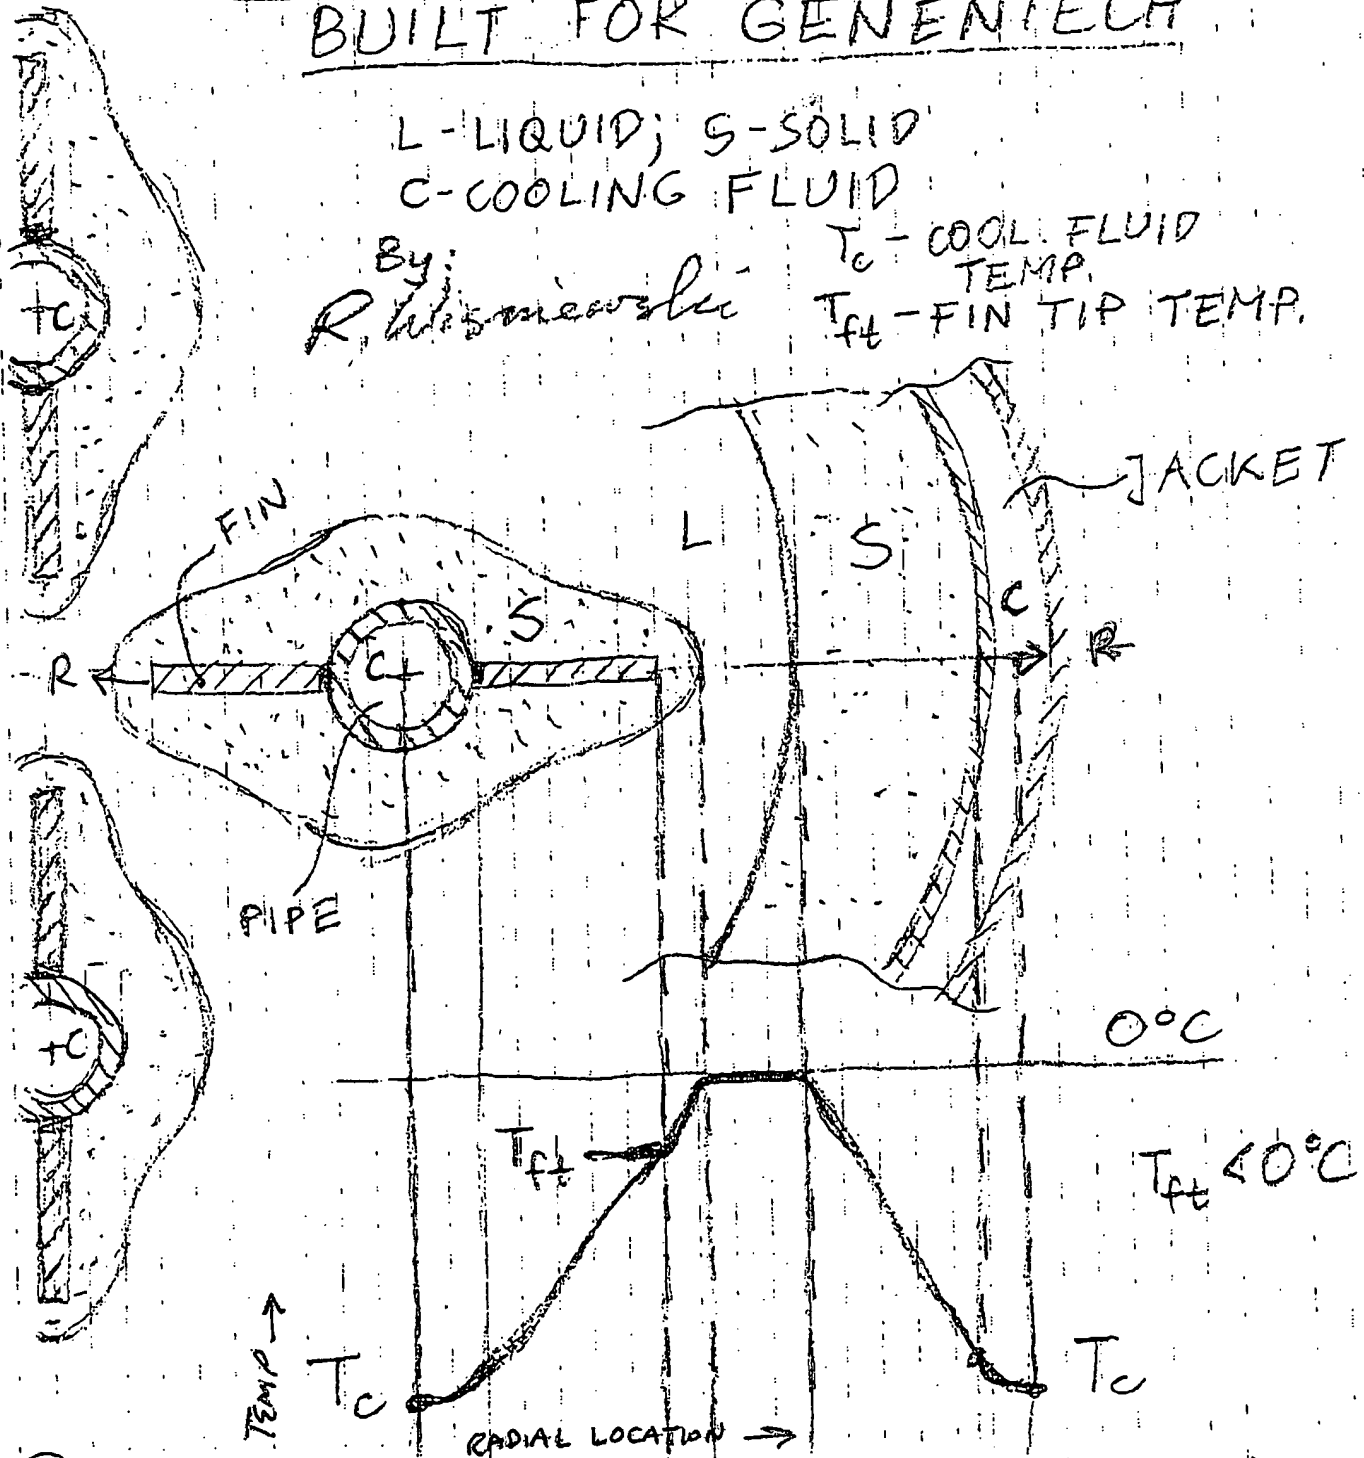 BUILT FOR GENENTECH
L-LIQUID; S-SOLID
C-COOLING FLUID
By:
R. Wisniewski
Tc - COOL. FLUID
TEMP.
Tft - FIN TIP TEMP.
+C
JACKET
FIN
L
S
S
C
R
C+
R
PIPE
+C
0°C
Tft
Tft < 0°C
TEMP →
Tc
Tc
RADIAL LOCATION →